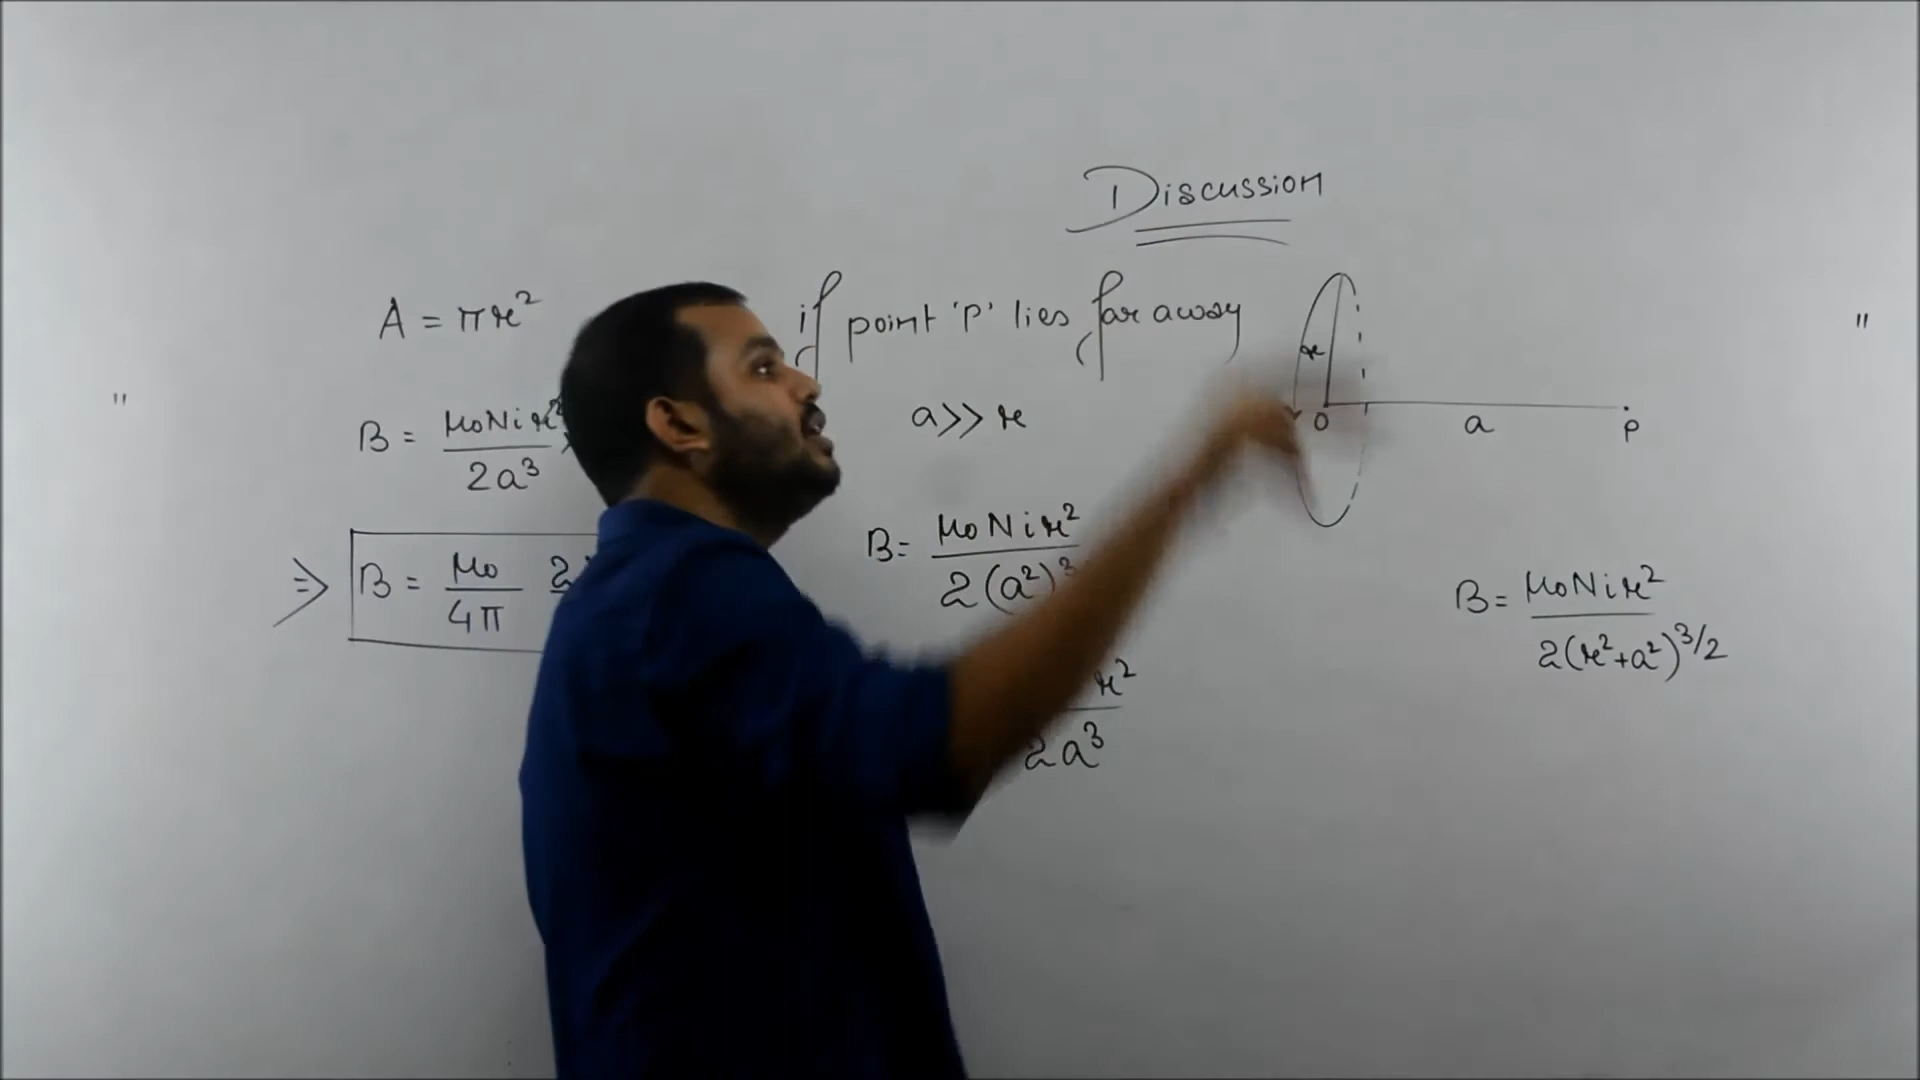 Discussion
A = πr²
B = μ₀Nir² / 2a³
⇒ B = μ₀ / 4π 2
if point 'P' lies far away
a >> r
B = μ₀Nir² / 2(a²)³
r² / 2a³
r
O a P
B = μ₀Nir² / 2(r²+a²)^3/2
"
"